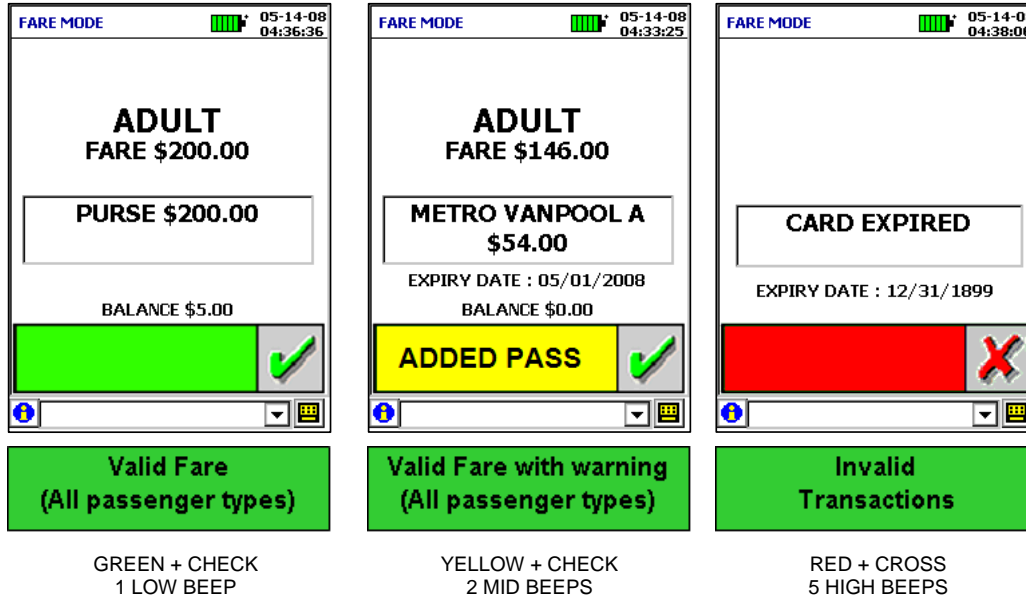 FARE MODE
05-14-08
04:36:36
ADULT
FARE $200.00
PURSE $200.00
BALANCE $5.00
Valid Fare
(All passenger types)
GREEN + CHECK
1 LOW BEEP
FARE MODE
05-14-08
04:33:25
ADULT
FARE $146.00
METRO VANPOOL A
$54.00
EXPIRY DATE : 05/01/2008
BALANCE $0.00
ADDED PASS
Valid Fare with warning
(All passenger types)
YELLOW + CHECK
2 MID BEEPS
FARE MODE
CARD EXPIRED
EXPIRY DATE : 12/31/1899
Invalid
Transactions
RED + CROSS
5 HIGH BEEPS